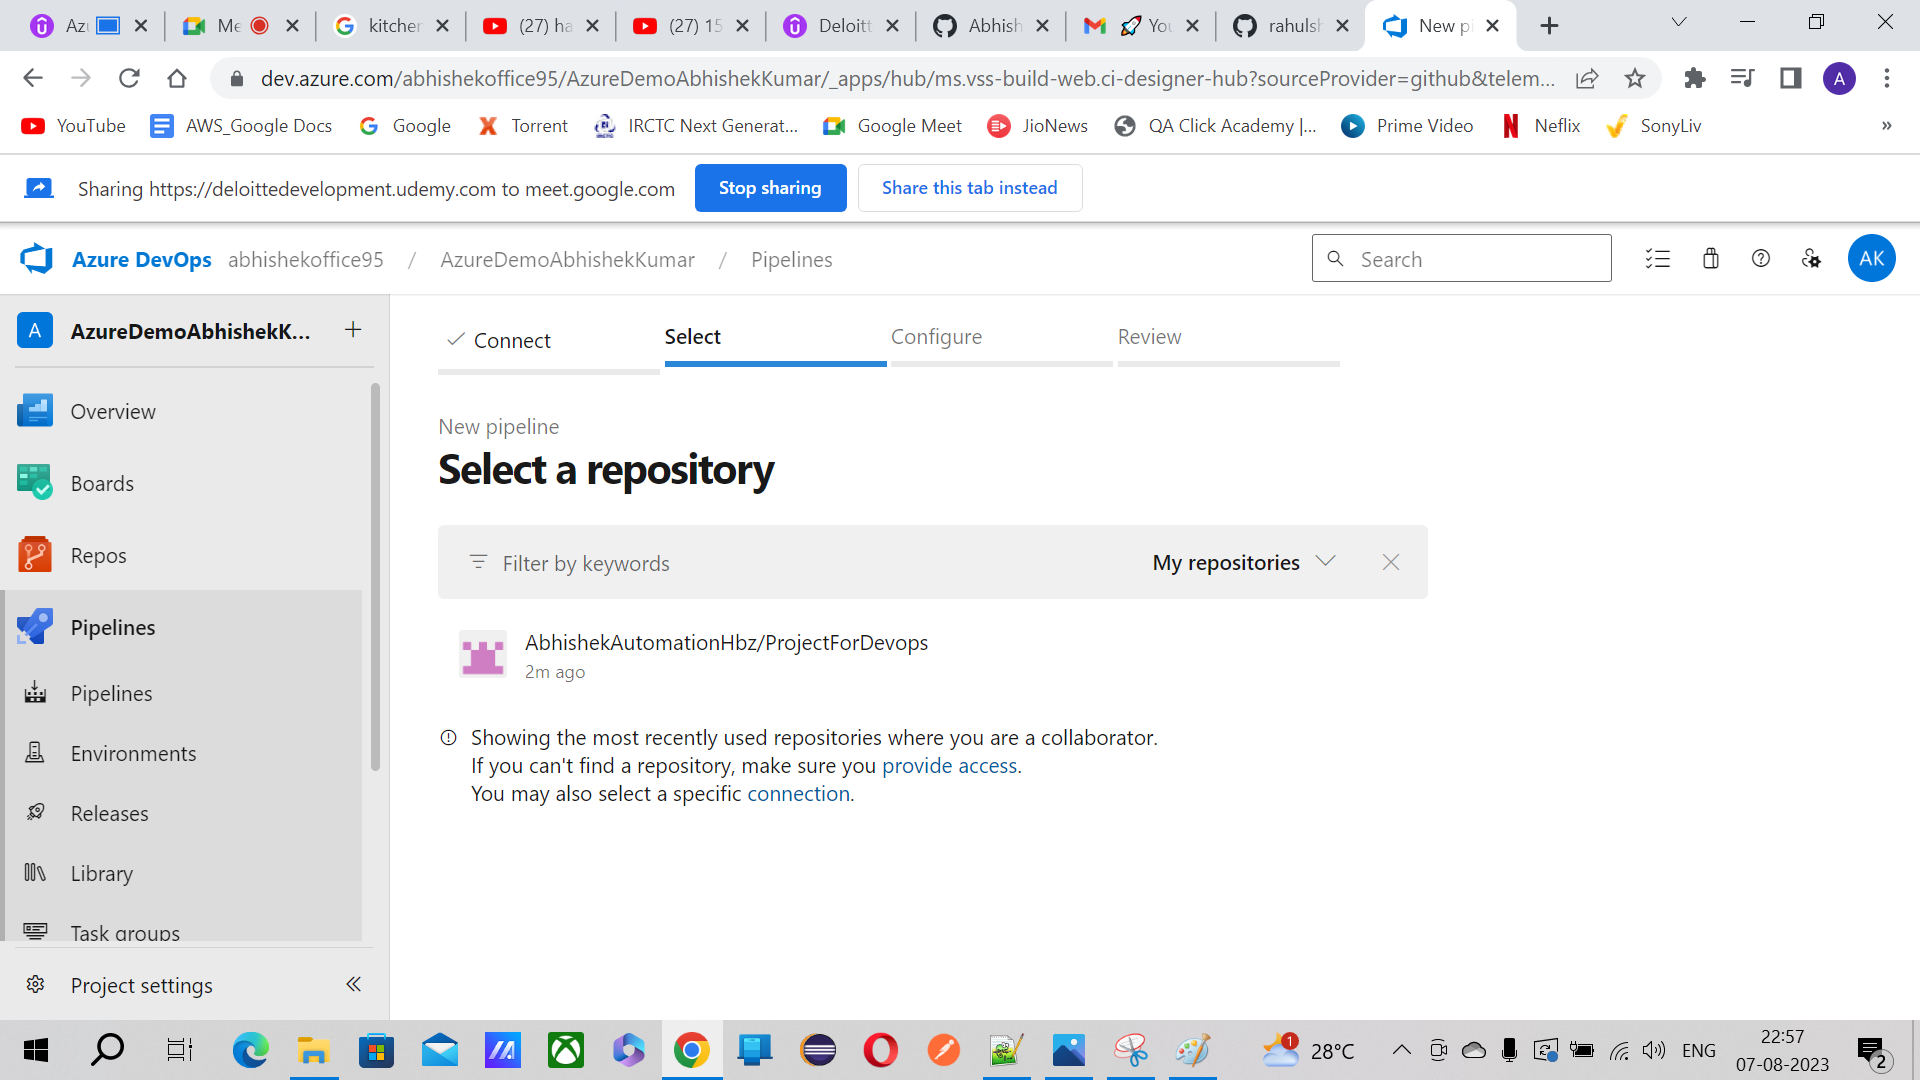 Az
Me
kitchen
(27) ha
(27) 15
Deloitt
Abhish
🚀 You
rahulsh
New pi
dev.azure.com/abhishekoffice95/AzureDemoAbhishekKumar/_apps/hub/ms.vss-build-web.ci-designer-hub?sourceProvider=github&telem...
A
YouTube
AWS_Google Docs
Google
Torrent
IRCTC Next Generat...
Google Meet
JioNews
QA Click Academy |...
Prime Video
Neflix
SonyLiv
»
Sharing https://deloittedevelopment.udemy.com to meet.google.com
Stop sharing
Share this tab instead
Azure DevOps abhishekoffice95 / AzureDemoAbhishekKumar / Pipelines
Search
AK
A AzureDemoAbhishekK... +
Overview
Boards
Repos
Pipelines
Pipelines
Environments
Releases
Library
Task groups
Project settings
Connect
Select
Configure
Review
New pipeline
Select a repository
Filter by keywords
My repositories
AbhishekAutomationHbz/ProjectForDevops
2m ago
Showing the most recently used repositories where you are a collaborator.
If you can't find a repository, make sure you provide access.
You may also select a specific connection.
1
28°C
ENG
22:57
07-08-2023
2